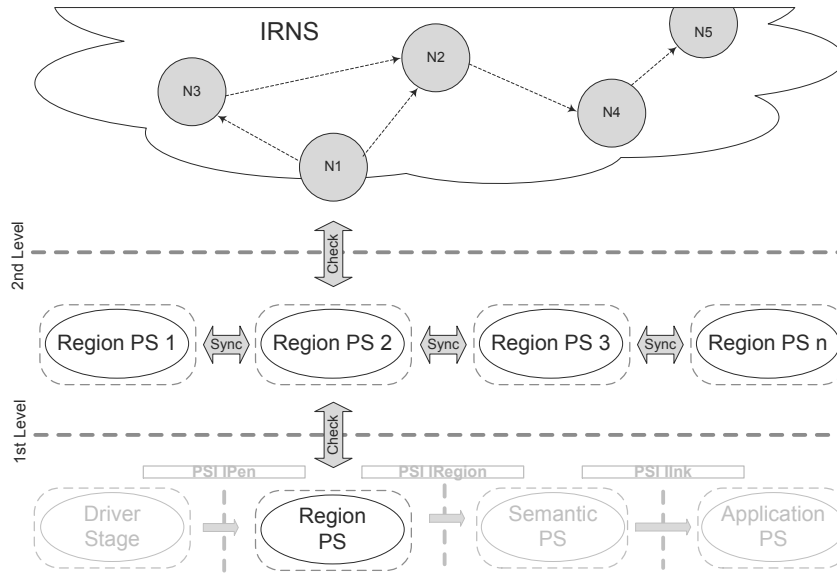 IRNS
N5
N2
N3
N4
N1
2nd Level
Check
Region PS 1
Sync
Region PS 2
Sync
Region PS 3
Sync
Region PS n
1st Level
Check
PSI IPen
PSI IRegion
PSI IInk
Driver
Stage
Region
PS
Semantic
PS
Application
PS